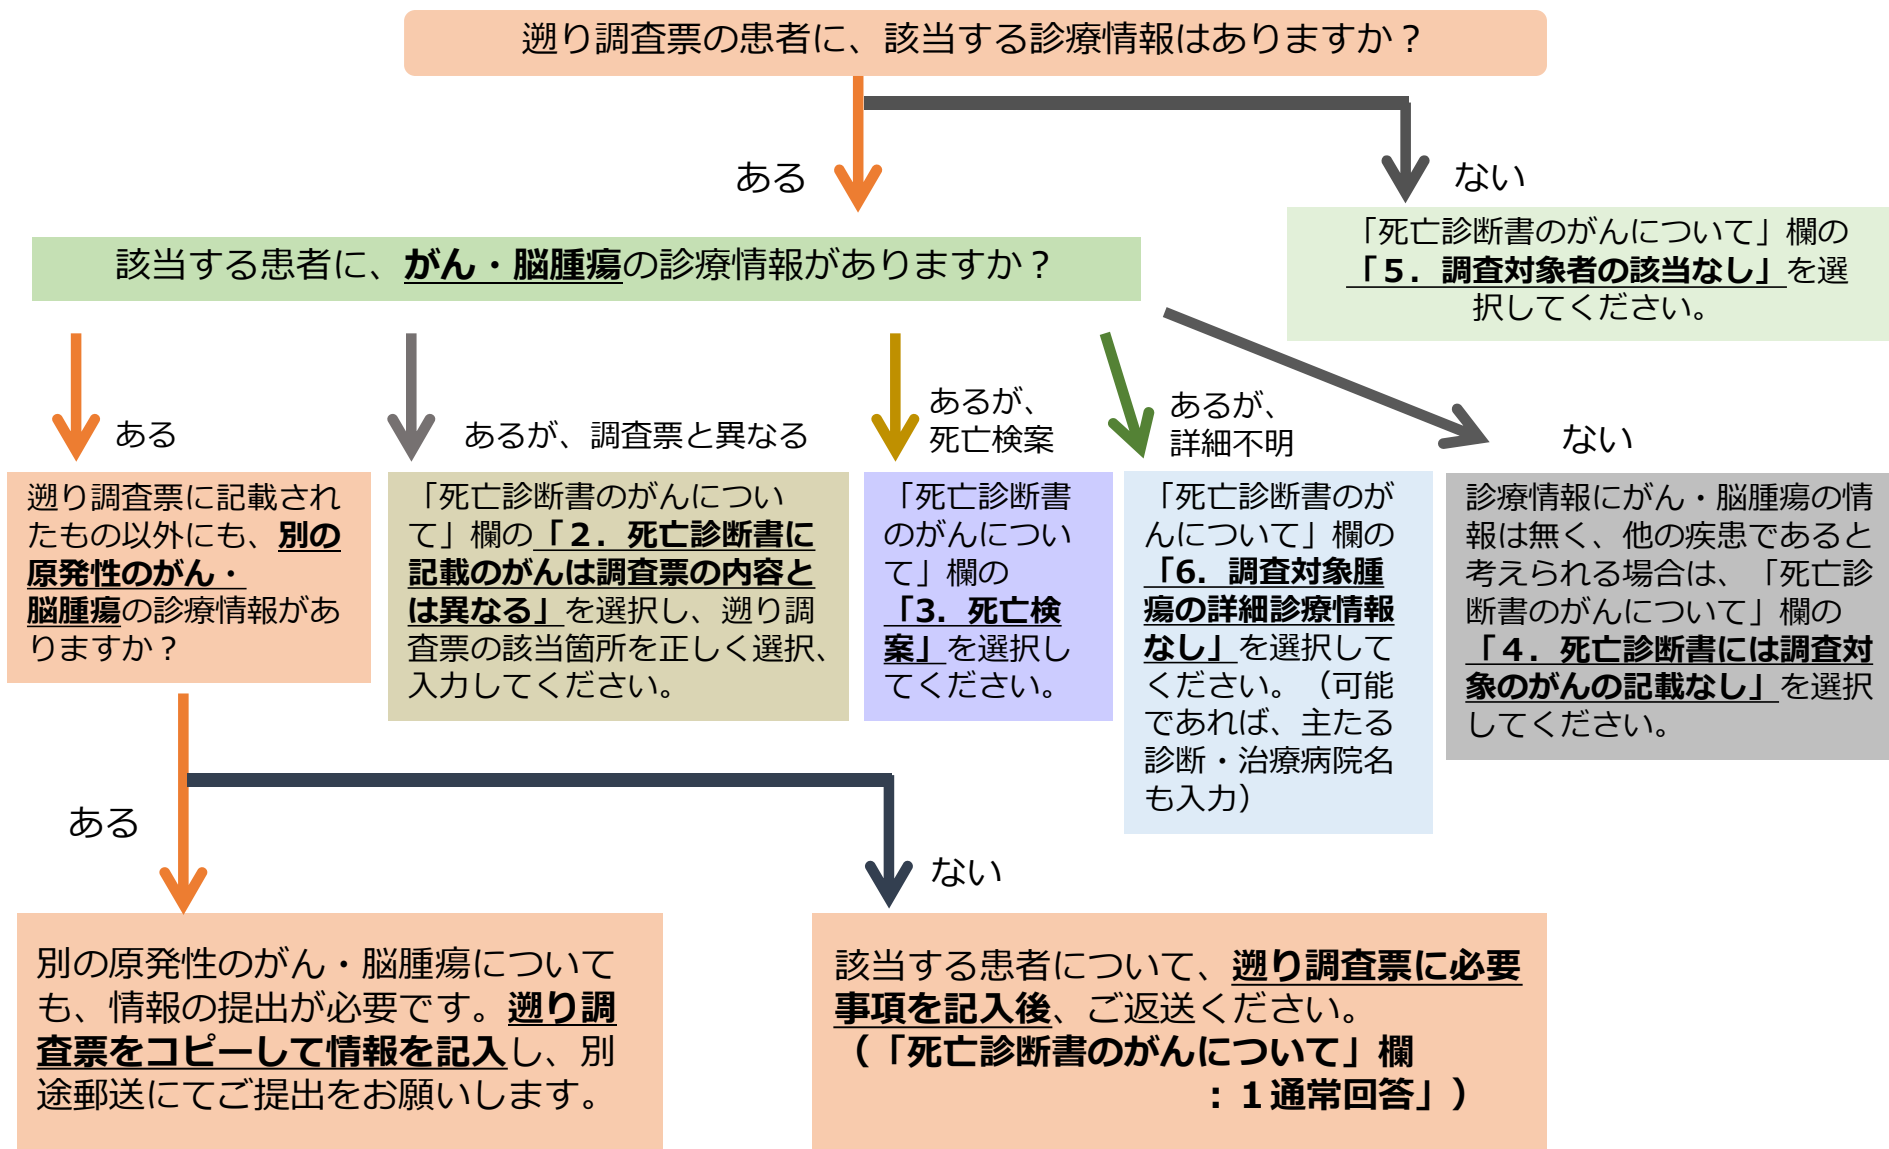 遡り調査票の患者に、該当する診療情報はありますか？
ある
ない
「死亡診断書のがんについて」欄の
「５．調査対象者の該当なし」を選
択してください。
該当する患者に、がん・脳腫瘍の診療情報がありますか？
ある
あるが、調査票と異なる
あるが、
死亡検案
あるが、
詳細不明
ない
遡り調査票に記載され
たもの以外にも、別の
原発性のがん・
脳腫瘍の診療情報があ
りますか？
「死亡診断書のがんについ
て」欄の「２．死亡診断書に
記載のがんは調査票の内容と
は異なる」を選択し、遡り調
査票の該当箇所を正しく選択、
入力してください。
「死亡診断書
のがんについ
て」欄の
「3．死亡検
案」を選択し
てください。
「死亡診断書のが
んについて」欄の
「6．調査対象腫
瘍の詳細診療情報
なし」を選択して
ください。（可能
であれば、主たる
診断・治療病院名
も入力）
診療情報にがん・脳腫瘍の情
報は無く、他の疾患であると
考えられる場合は、「死亡診
断書のがんについて」欄の
「４．死亡診断書には調査対
象のがんの記載なし」を選択
してください。
ある
ない
別の原発性のがん・脳腫瘍について
も、情報の提出が必要です。遡り調
査票をコピーして情報を記入し、別
途郵送にてご提出をお願いします。
該当する患者について、遡り調査票に必要
事項を記入後、ご返送ください。
（「死亡診断書のがんについて」欄
：１通常回答」）